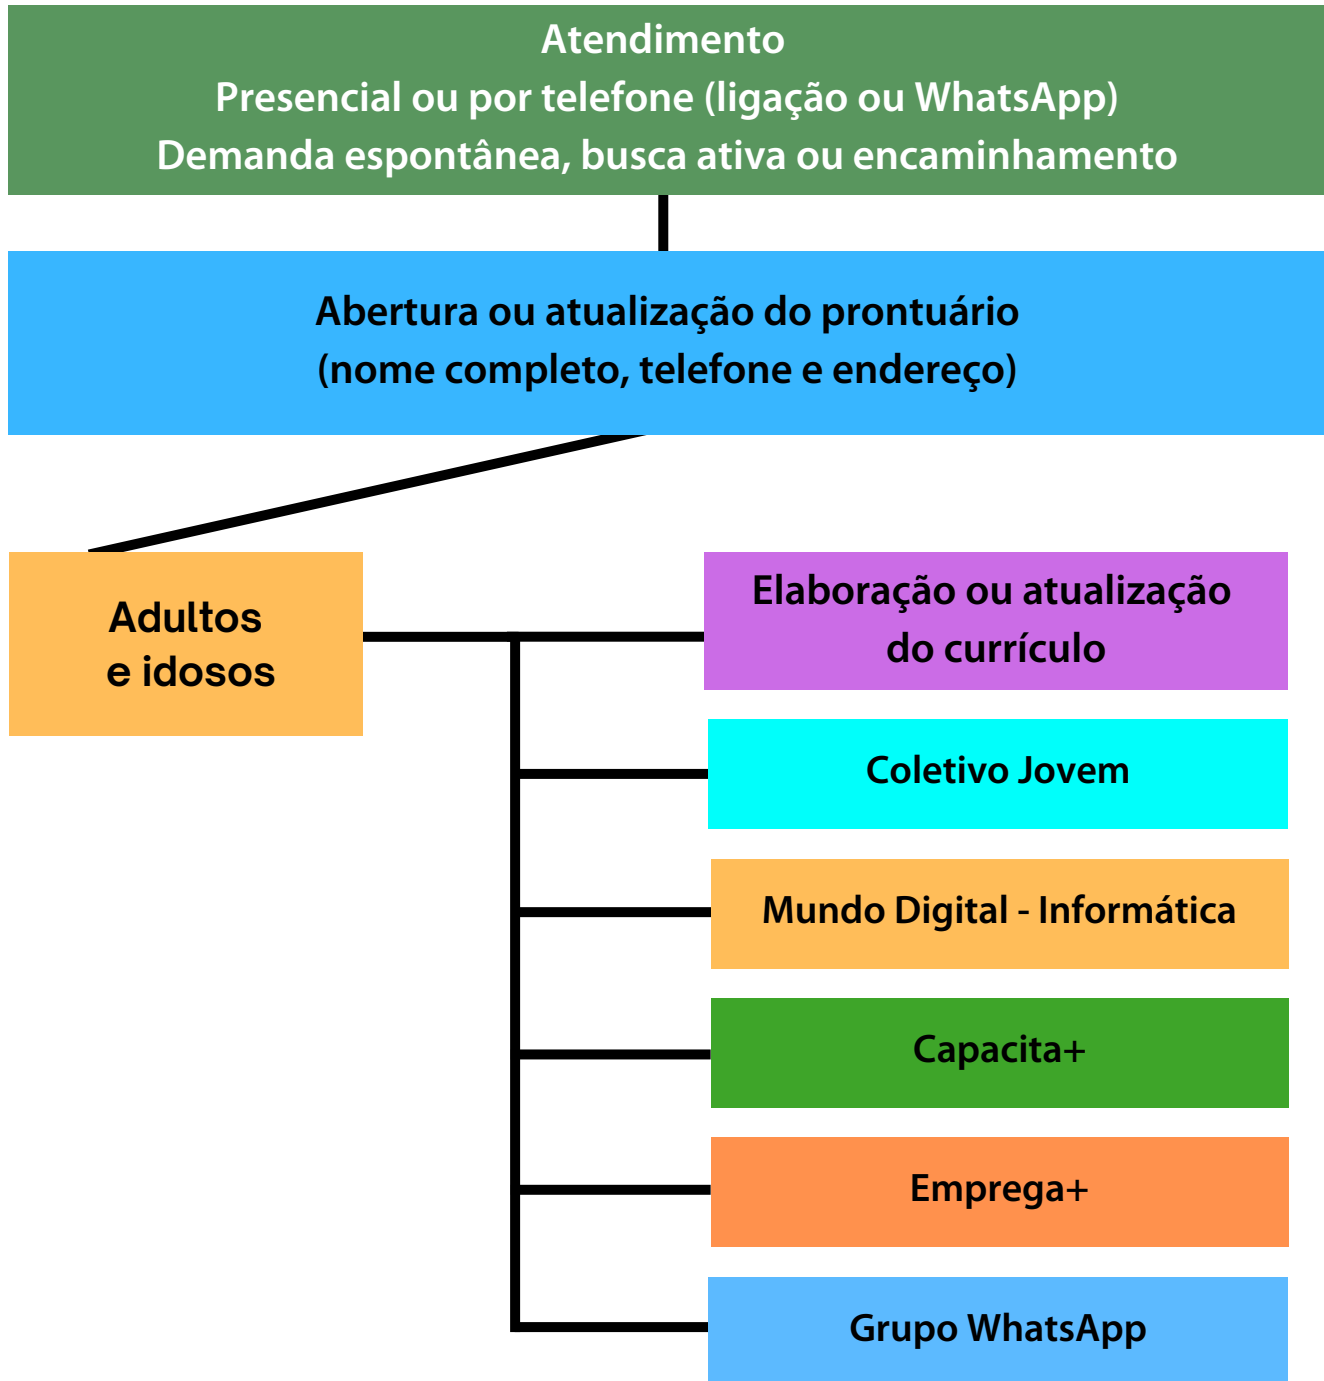 Atendimento
Presencial ou por telefone (ligação ou WhatsApp)
Demanda espontânea, busca ativa ou encaminhamento
Abertura ou atualização do prontuário
(nome completo, telefone e endereço)
Adultos
e idosos
Elaboração ou atualização
do currículo
Coletivo Jovem
Mundo Digital - Informática
Capacita+
Emprega+
Grupo WhatsApp